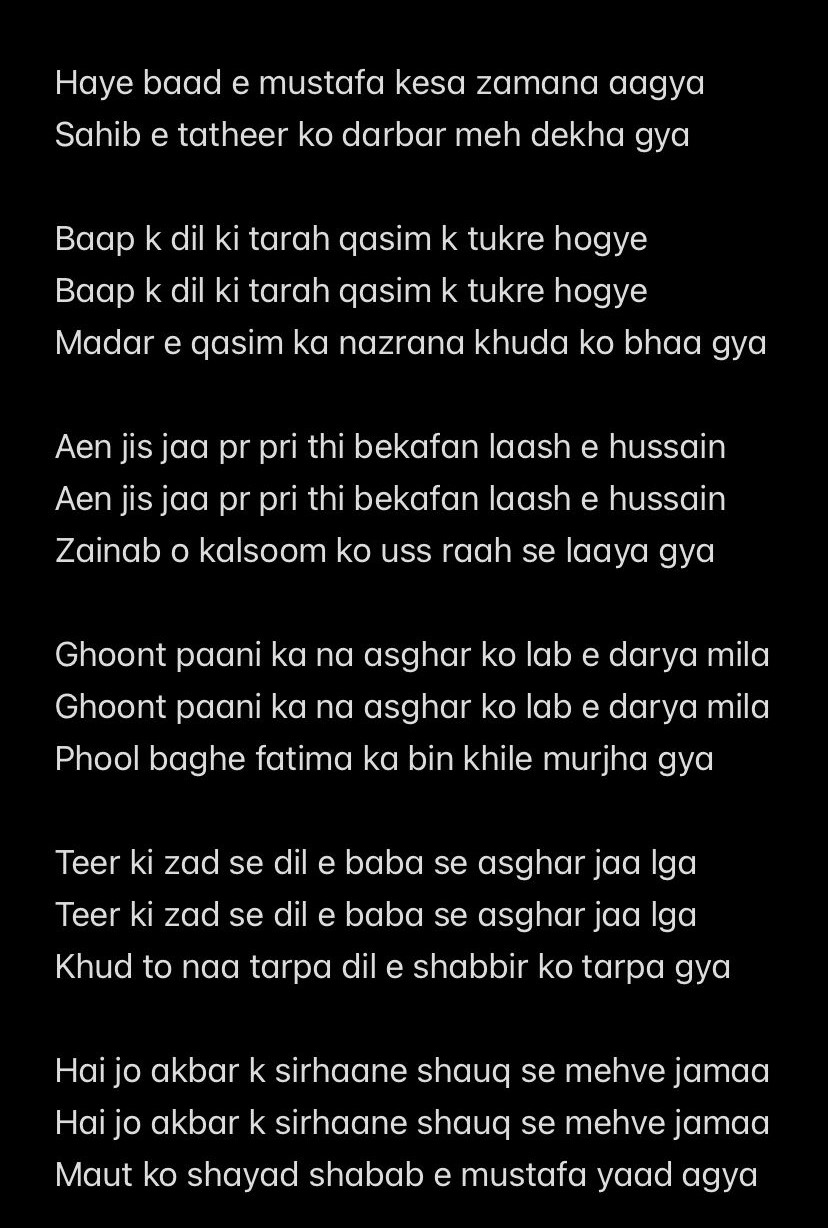 Haye baad e mustafa kesa zamana aagya
Sahib e tatheer ko darbar meh dekha gya
Baap k dil ki tarah qasim k tukre hogye
Baap k dil ki tarah qasim k tukre hogye
Madar e qasim ka nazrana khuda ko bhaa gya
Aen jis jaa pr pri thi bekafan laash e hussain
Aen jis jaa pr pri thi bekafan laash e hussain
Zainab o kalsoom ko uss raah se laaya gya
Ghoont paani ka na asghar ko lab e darya mila
Ghoont paani ka na asghar ko lab e darya mila
Phool baghe fatima ka bin khile murjha gya
Teer ki zad se dil e baba se asghar jaa lga
Teer ki zad se dil e baba se asghar jaa lga
Khud to naa tarpa dil e shabbir ko tarpa gya
Hai jo akbar k sirhaane shauq se mehve jamaa
Hai jo akbar k sirhaane shauq se mehve jamaa
Maut ko shayad shabab e mustafa yaad agya